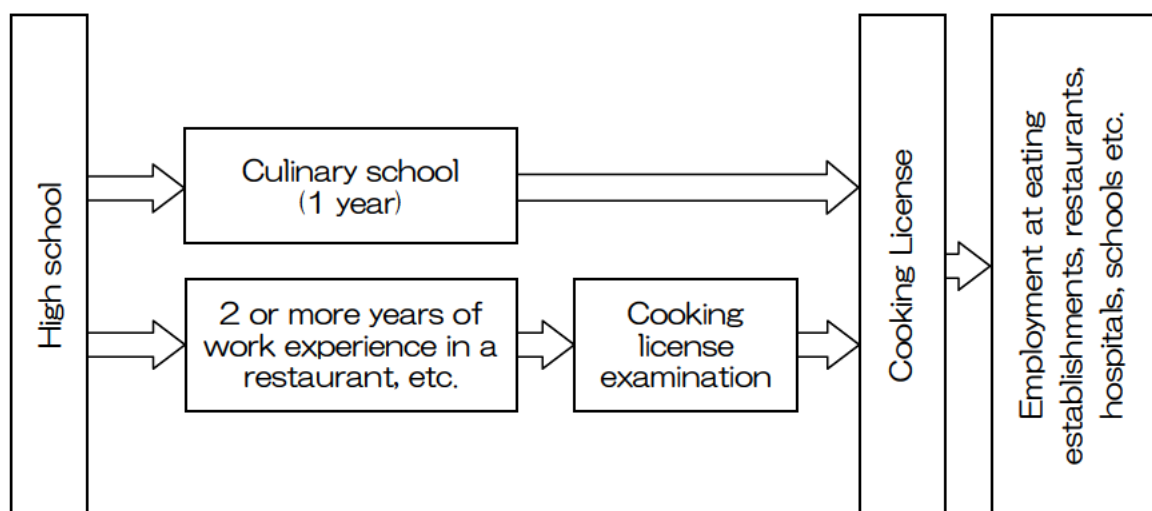 High school
Culinary school
(1 year)
2 or more years of
work experience in a
restaurant, etc.
Cooking
license
examination
Cooking License
Employment at eating
establishments, restaurants,
hospitals, schools etc.